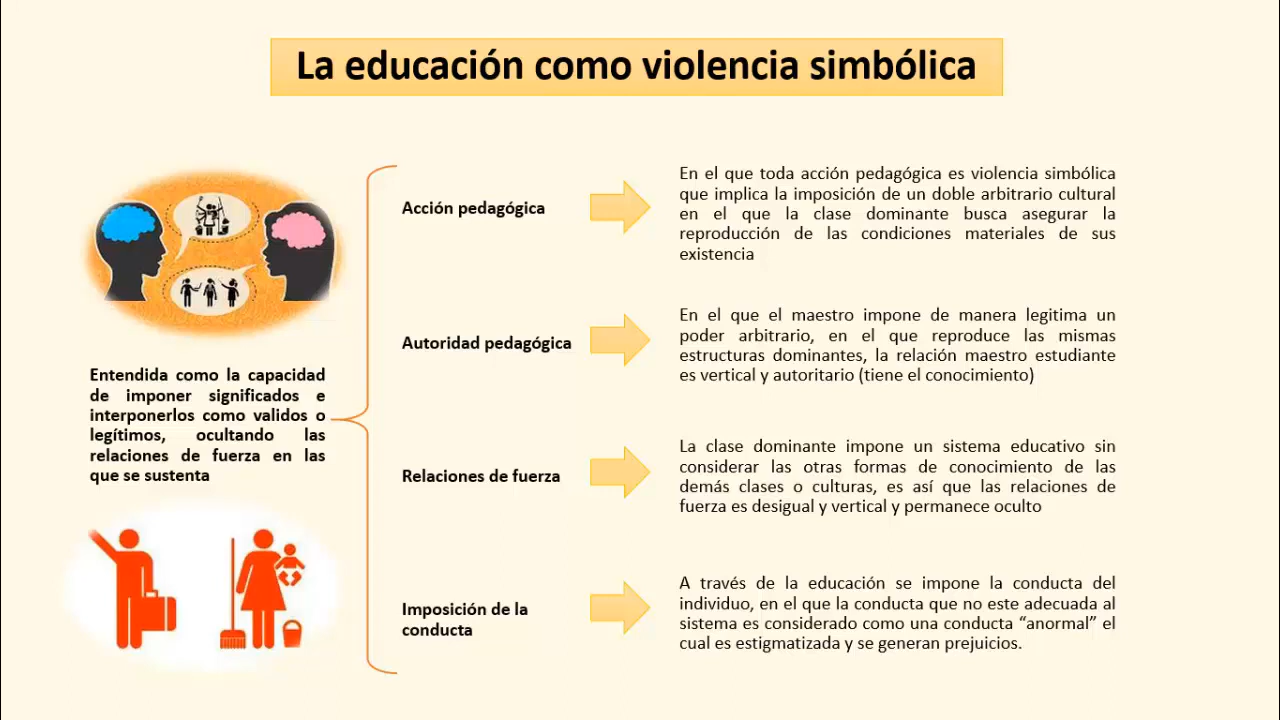 La educación como violencia simbólica
Entendida como la capacidad
de imponer significados e
interponerlos como validos o
legítimos, ocultando las
relaciones de fuerza en las
que se sustenta
Acción pedagógica
En el que toda acción pedagógica es violencia simbólica
que implica la imposición de un doble arbitrario cultural
en el que la clase dominante busca asegurar la
reproducción de las condiciones materiales de sus
existencia
Autoridad pedagógica
En el que el maestro impone de manera legitima un
poder arbitrario, en el que reproduce las mismas
estructuras dominantes, la relación maestro estudiante
es vertical y autoritario (tiene el conocimiento)
Relaciones de fuerza
La clase dominante impone un sistema educativo sin
considerar las otras formas de conocimiento de las
demás clases o culturas, es así que las relaciones de
fuerza es desigual y vertical y permanece oculto
Imposición de la
conducta
A través de la educación se impone la conducta del
individuo, en el que la conducta que no este adecuada al
sistema es considerado como una conducta “anormal” el
cual es estigmatizada y se generan prejuicios.